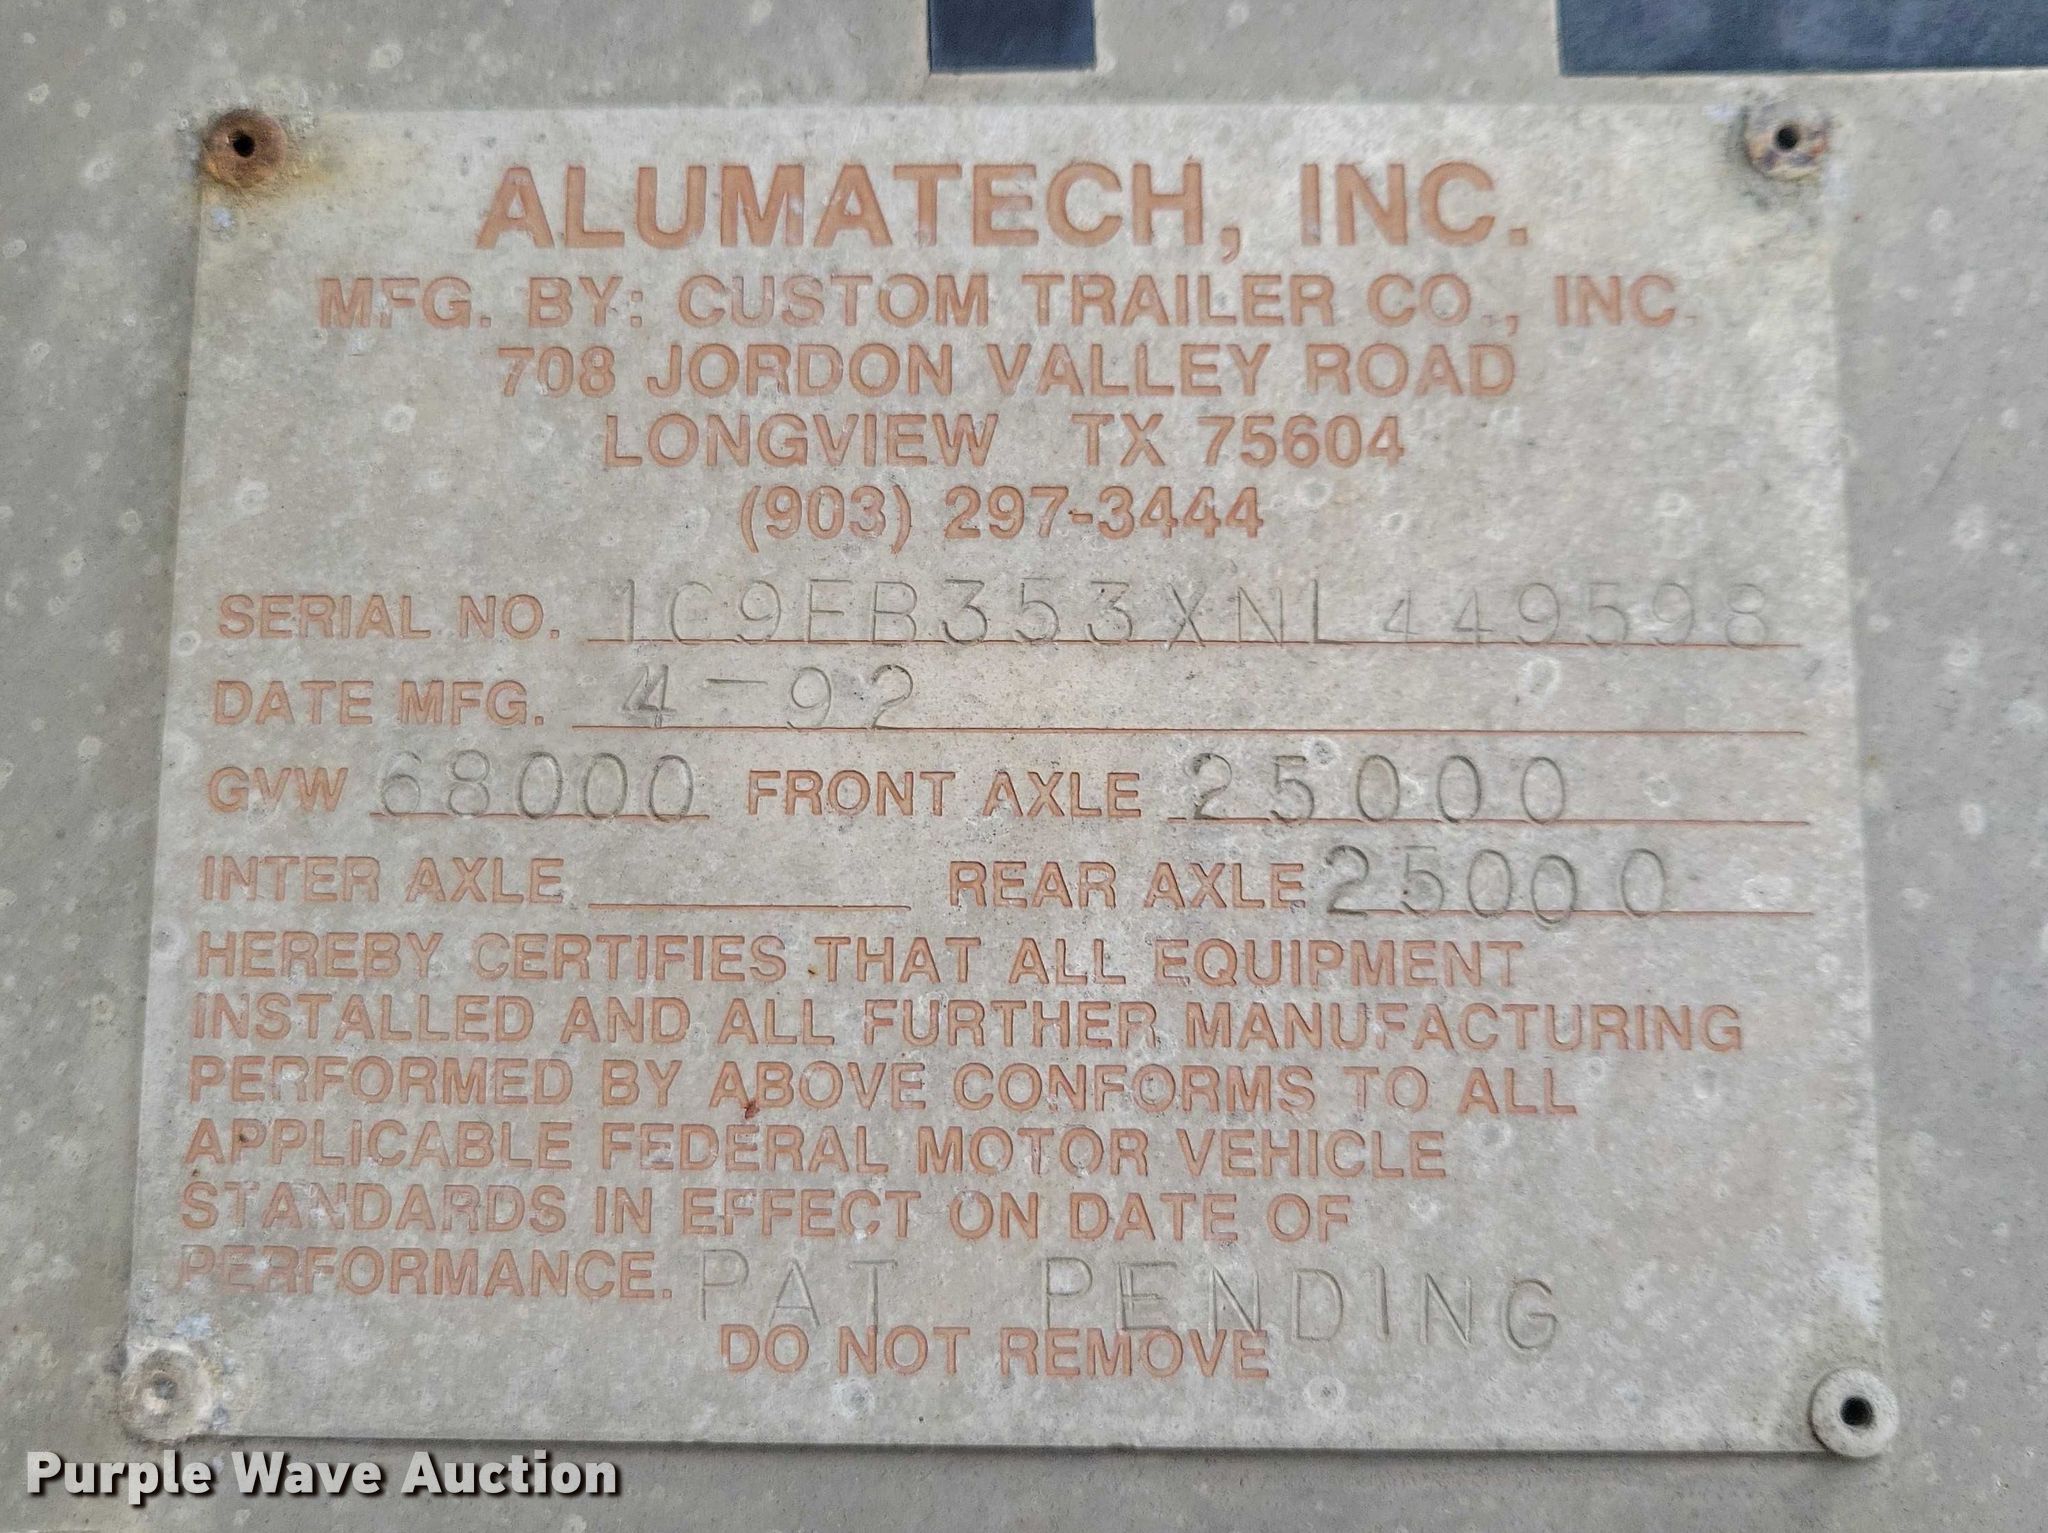 ALUMATECH, INC.
MFG. BY: CUSTOM TRAILER CO., INC.
708 JORDON VALLEY ROAD
LONGVIEW TX 75604
(903) 297-3444
SERIAL NO. 1C9EB353XNL449598
DATE MFG. 4-92
GVW 68000 FRONT AXLE 25000
INTER AXLE REAR AXLE 25000
HEREBY CERTIFIES THAT ALL EQUIPMENT
INSTALLED AND ALL FURTHER MANUFACTURING
PERFORMED BY ABOVE CONFORMS TO ALL
APPLICABLE FEDERAL MOTOR VEHICLE
STANDARDS IN EFFECT ON DATE OF
PERFORMANCE. PAT PENDING
DO NOT REMOVE
Purple Wave Auction